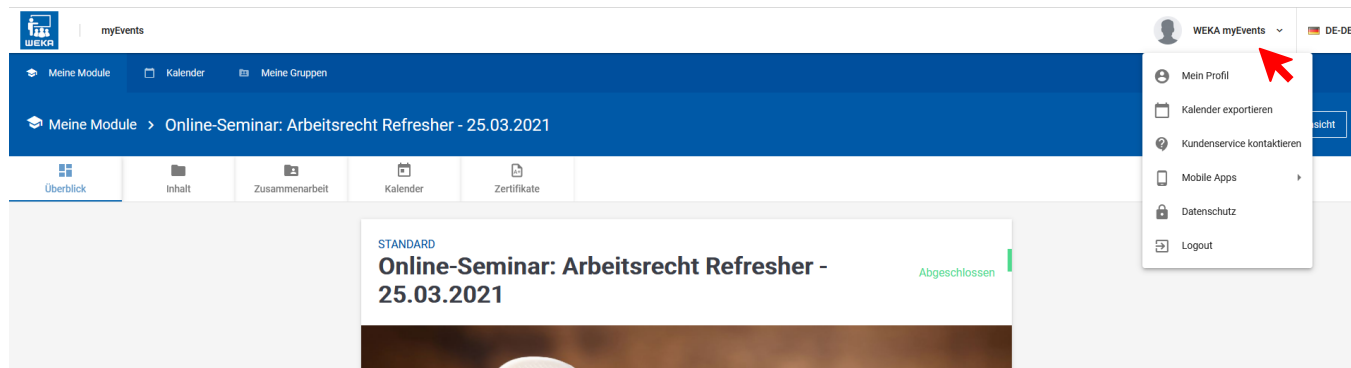 WEKA
myEvents
WEKA myEvents
DE-DE
Meine Module
Kalender
Meine Gruppen
Mein Profil
Kalender exportieren
Kundenservice kontaktieren
Mobile Apps
Datenschutz
Logout
Meine Module > Online-Seminar: Arbeitsrecht Refresher - 25.03.2021
sicht
Überblick
Inhalt
Zusammenarbeit
Kalender
Zertifikate
STANDARD
Online-Seminar: Arbeitsrecht Refresher -
25.03.2021
Abgeschlossen